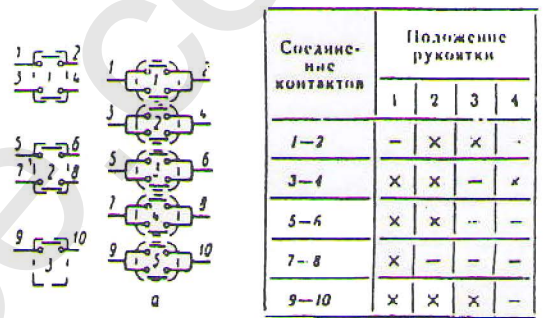 1 2
1
3 4
5 6
2
7 8
9 10
3
1 2
1
3 4
2
5 6
7 8
4
9 10
5
а
Соедине-
ние
контактов
Положение
рукоятки
1 2 3 4
1—2 — × × -
3—4 × × — ×
5—6 × × — —
7—8 × — — —
9—10 × × × -